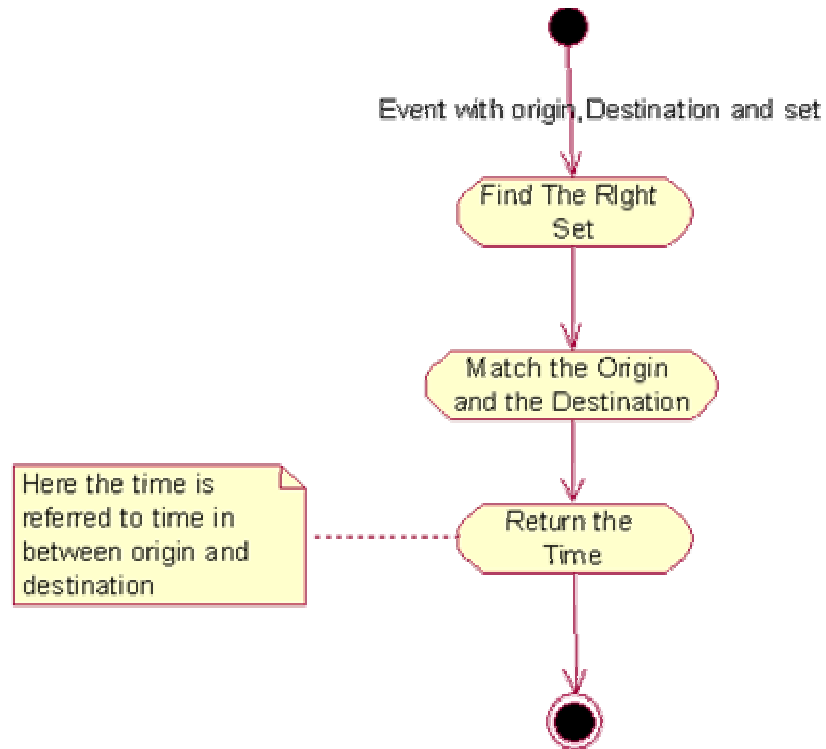 Event with origin,Destination and set
Find The RIght
Set
Match the Origin
and the Destination
Here the time is
referred to time in
between origin and
destination
Return the
Time